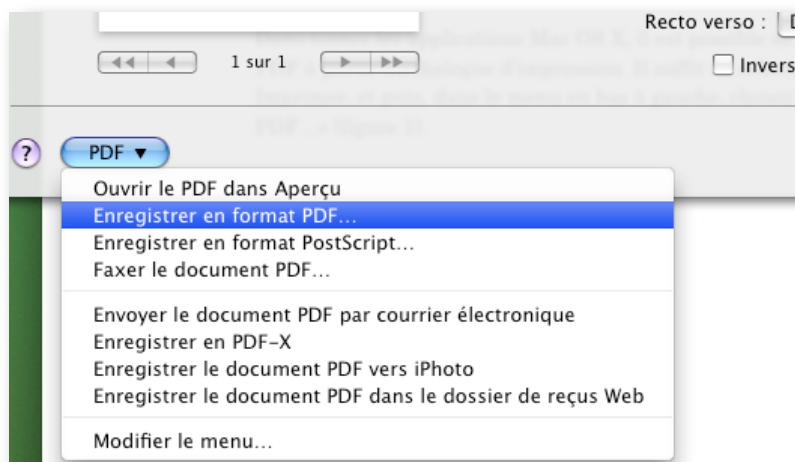 Recto verso :
1 sur 1
Invers
? PDF ▼
Ouvrir le PDF dans Aperçu
Enregistrer en format PDF...
Enregistrer en format PostScript...
Faxer le document PDF...
Envoyer le document PDF par courrier électronique
Enregistrer en PDF-X
Enregistrer le document PDF vers iPhoto
Enregistrer le document PDF dans le dossier de reçus Web
Modifier le menu...